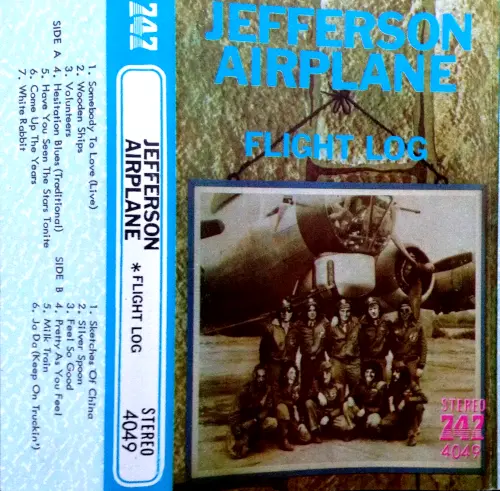 SIDE A
1. Somebody To Love (Live)
2. Wooden Ships
3. Volunteers
4. Hesitation Blues (Traditional)
5. Have You Seen The Stars Tonite
6. Come Up The Years
7. White Rabbit
SIDE B
1. Sketches Of China
2. Silver Spoon
3. Feel So Good
4. Pretty As You Feel
5. Milk Train
6. Ja Da (Keep On Truckin')
747
JEFFERSON
AIRPLANE
*FLIGHT LOG
STEREO
4049
JEFFERSON
AIRPLANE
FLIGHT LOG
STEREO
747
4049